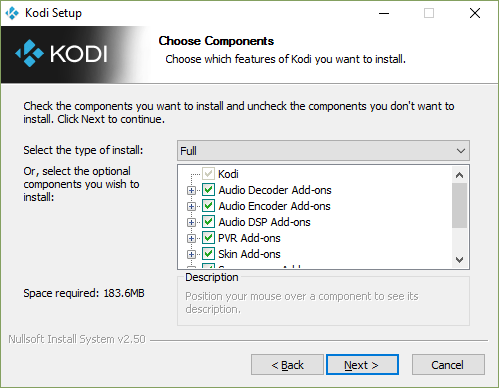 Kodi Setup
KODI
Choose Components
Choose which features of Kodi you want to install.
Check the components you want to install and uncheck the components you don't want to
install. Click Next to continue.
Select the type of install:
Full
Or, select the optional
components you wish to
install:
Kodi
Audio Decoder Add-ons
Audio Encoder Add-ons
Audio DSP Add-ons
PVR Add-ons
Skin Add-ons
Space required: 183.6MB
Description
Position your mouse over a component to see its
description.
Nullsoft Install System v2.50
< Back
Next >
Cancel